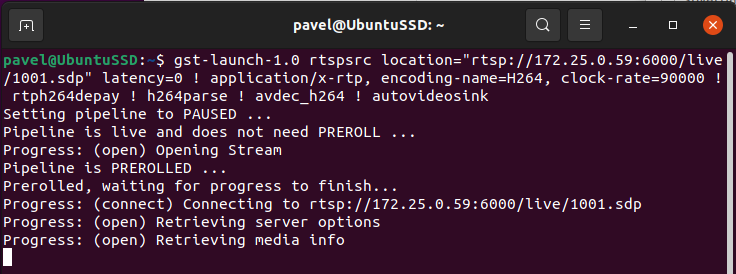 pavel@UbuntuSSD: ~
pavel@UbuntuSSD:~$ gst-launch-1.0 rtspsrc location="rtsp://172.25.0.59:6000/live
/1001.sdp" latency=0 ! application/x-rtp, encoding-name=H264, clock-rate=90000 !
 rtph264depay ! h264parse ! avdec_h264 ! autovideosink
Setting pipeline to PAUSED ...
Pipeline is live and does not need PREROLL ...
Progress: (open) Opening Stream
Pipeline is PREROLLED ...
Prerolled, waiting for progress to finish...
Progress: (connect) Connecting to rtsp://172.25.0.59:6000/live/1001.sdp
Progress: (open) Retrieving server options
Progress: (open) Retrieving media info